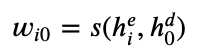 w_{i0} = s(h_i^e, h_0^d)